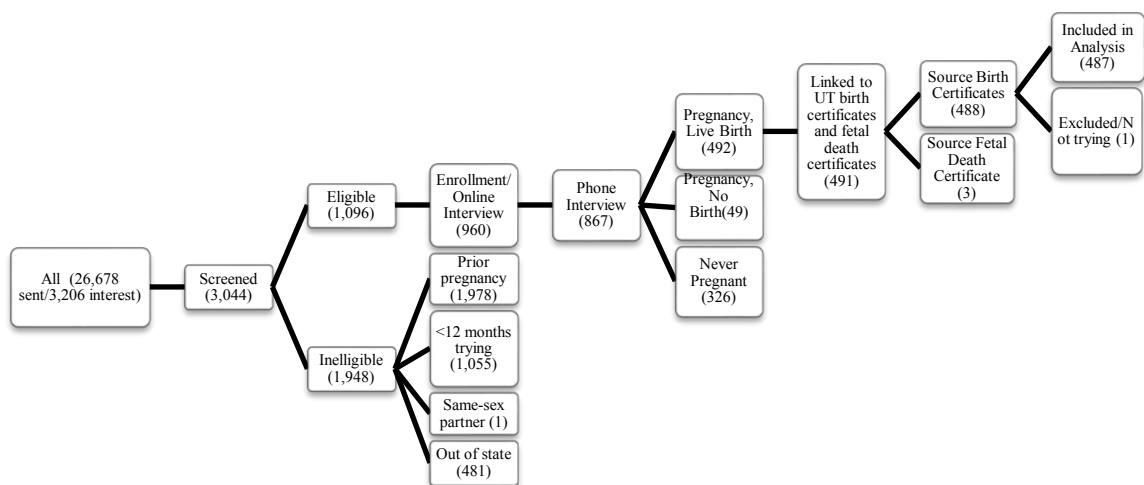 All (26,678
sent/3,206 interest)
Screened
(3,044)
Eligible
(1,096)
Ineligible
(1,948)
Enrollment/
Online
Interview
(960)
Prior
pregnancy
(1,978)
<12 months
trying
(1,055)
Same-sex
partner (1)
Out of state
(481)
Phone
Interview
(867)
Pregnancy,
Live Birth
(492)
Pregnancy,
No
Birth(49)
Never
Pregnant
(326)
Linked to
UT birth
certificates
and fetal
death
certificates
(491)
Source Birth
Certificates
(488)
Source Fetal
Death
Certificate
(3)
Included in
Analysis
(487)
Excluded/N
ot trying (1)